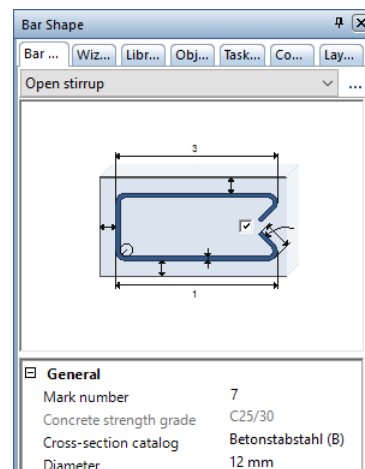 Bar Shape
Bar ... Wiz... Libr... Obj... Task... Co... Lay...
Open stirrup ...
3
1
General
Mark number 7
Concrete strength grade C25/30
Cross-section catalog Betonstabstahl (B)
Diameter 12 mm